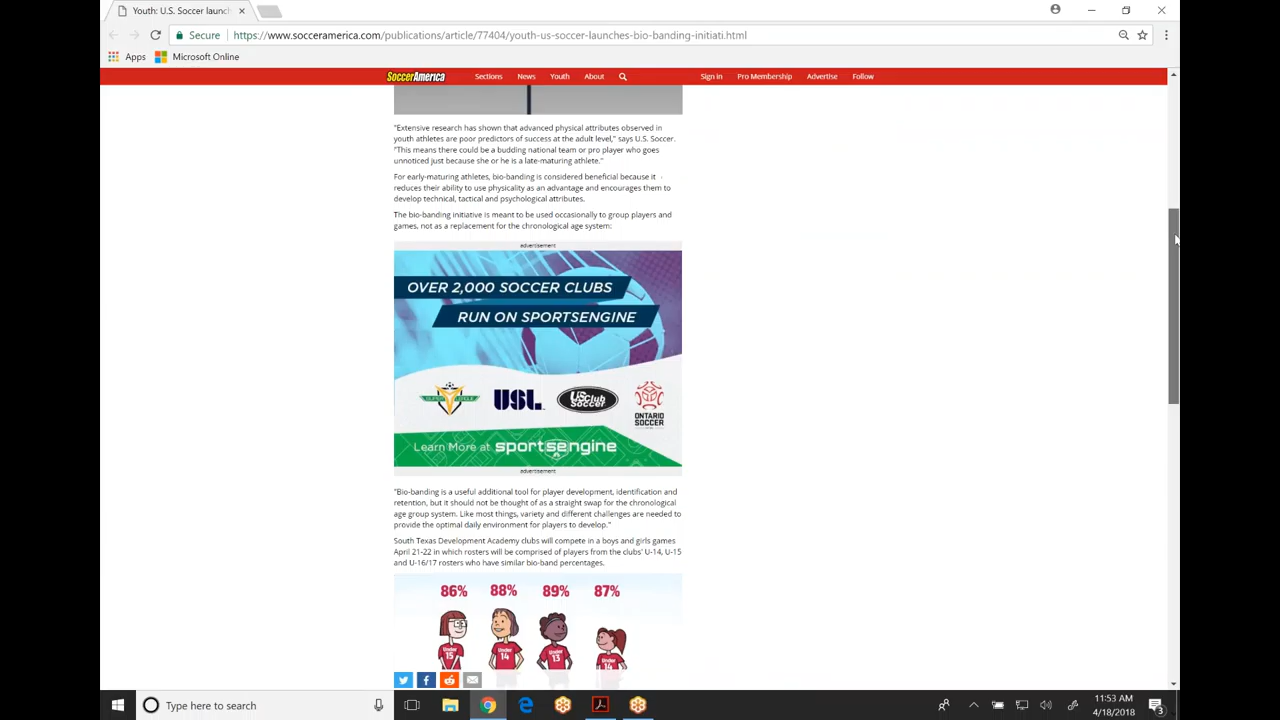 Youth: U.S. Soccer launch
Secure
https://www.socceramerica.com/publications/article/77404/youth-us-soccer-launches-bio-banding-initiati.html
Apps Microsoft Online
SoccerAmerica Sections News Youth About Sign in Pro Membership Advertise Follow
"Extensive research has shown that advanced physical attributes observed in
youth athletes are poor predictors of success at the adult level," says U.S. Soccer.
"This means there could be a budding national team or pro player who goes
unnoticed just because she or he is a late-maturing athlete."
For early-maturing athletes, bio-banding is considered beneficial because it
reduces their ability to use physicality as an advantage and encourages them to
develop technical, tactical and psychological attributes.
The bio-banding initiative is meant to be used occasionally to group players and
games, not as a replacement for the chronological age system:
advertisement
OVER 2,000 SOCCER CLUBS
RUN ON SPORTSENGINE
USL
US Club
Soccer
ONTARIO
SOCCER
Learn More at sportsengine
advertisement
"Bio-banding is a useful additional tool for player development, identification and
retention, but it should not be thought of as a straight swap for the chronological
age group system. Like most things, variety and different challenges are needed to
provide the optimal daily environment for players to develop."
South Texas Development Academy clubs will compete in a boys and girls games
April 21-22 in which rosters will be comprised of players from the clubs' U-14, U-15
and U-16/17 rosters who have similar bio-band percentages.
86% 88% 89% 87%
Under
15
Under
14
Under
13
Under
14
Type here to search
11:53 AM
4/18/2018
3